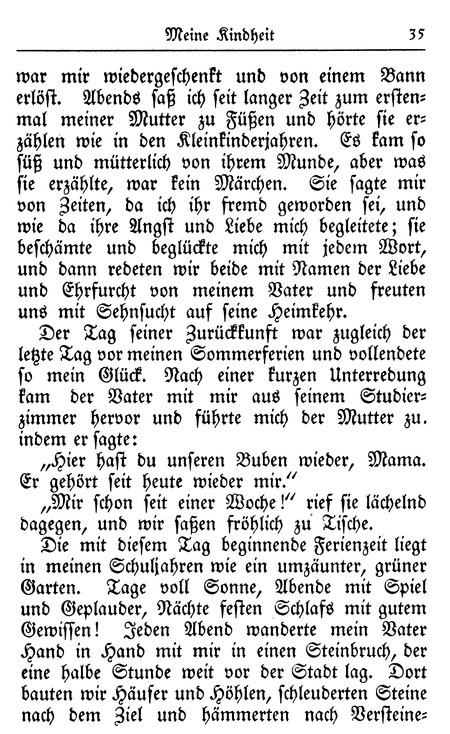 Meine Kindheit 35
war mir wiedergeschenkt und von einem Bann
erlöst. Abends saß ich seit langer Zeit zum ersten-
mal meiner Mutter zu Füßen und hörte sie er-
zählen wie in den Kleinkinderjahren. Es kam so
süß und mütterlich von ihrem Munde, aber was
sie erzählte, war kein Märchen. Sie sagte mir
von Zeiten, da ich ihr fremd geworden sei, und
wie da ihre Angst und Liebe mich begleitete; sie
beschämte und beglückte mich mit jedem Wort,
und dann redeten wir beide mit Namen der Liebe
und Ehrfurcht von meinem Vater und freuten
uns mit Sehnsucht auf seine Heimkehr.
Der Tag seiner Zurückkunft war zugleich der
letzte Tag vor meinen Sommerferien und vollendete
so mein Glück. Nach einer kurzen Unterredung
kam der Vater mit mir aus seinem Studier-
zimmer hervor und führte mich der Mutter zu.
indem er sagte:
„Hier hast du unseren Buben wieder, Mama.
Er gehört seit heute wieder mir.“
„Mir schon seit einer Woche!“ rief sie lächelnd
dagegen, und wir saßen fröhlich zu Tische.
Die mit diesem Tag beginnende Ferienzeit liegt
in meinen Schuljahren wie ein umzäunter, grüner
Garten. Tage voll Sonne, Abende mit Spiel
und Geplauder, Nächte festen Schlafs mit gutem
Gewissen! Jeden Abend wanderte mein Vater
Hand in Hand mit mir in einen Steinbruch, der
eine halbe Stunde weit vor der Stadt lag. Dort
bauten wir Häuser und Höhlen, schleuderten Steine
nach dem Ziel und hämmerten nach Versteine-